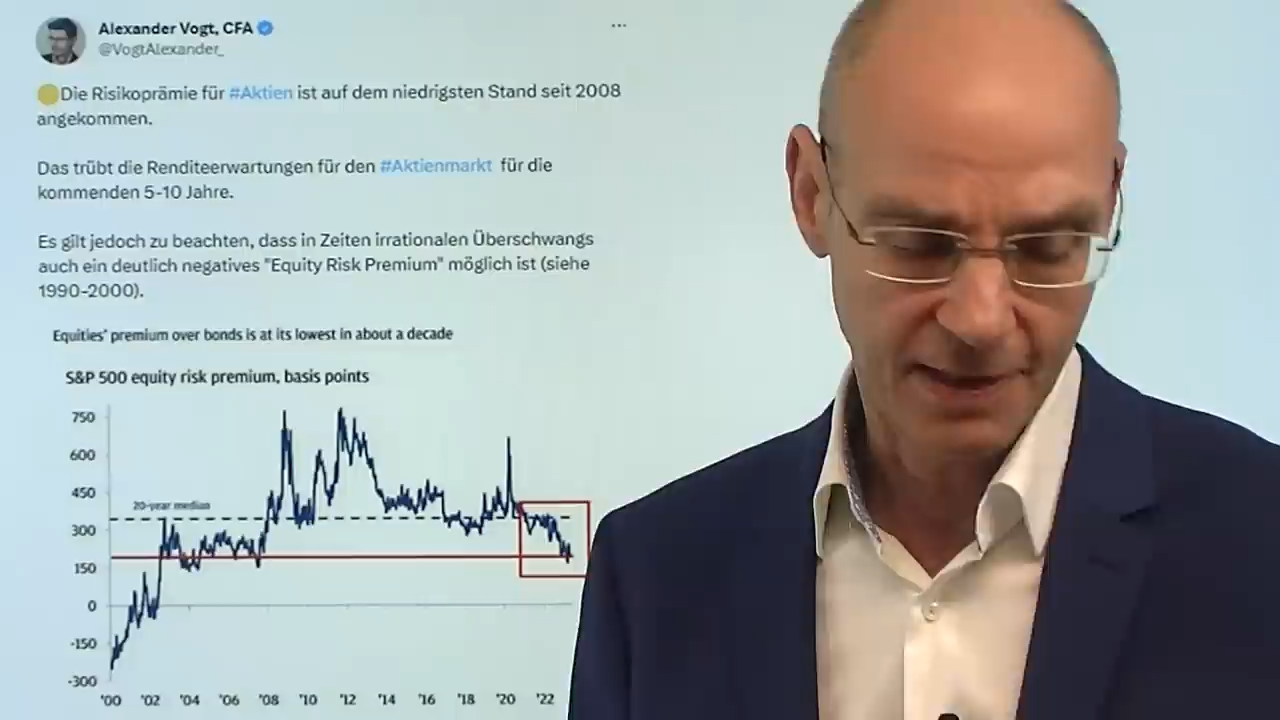 Alexander Vogt, CFA
@VogtAlexander_
...
Die Risikoprämie für #Aktien ist auf dem niedrigsten Stand seit 2008
angekommen.
Das trübt die Renditeerwartungen für den #Aktienmarkt für die
kommenden 5-10 Jahre.
Es gilt jedoch zu beachten, dass in Zeiten irrationalen Überschwangs
auch ein deutlich negatives "Equity Risk Premium" möglich ist (siehe
1990-2000).
Equities' premium over bonds is at its lowest in about a decade
S&P 500 equity risk premium, basis points
750
600
450
20-year median
300
150
0
-150
-300
'00 '02 '04 '06 '08 '10 '12 '14 '16 '18 '20 '22